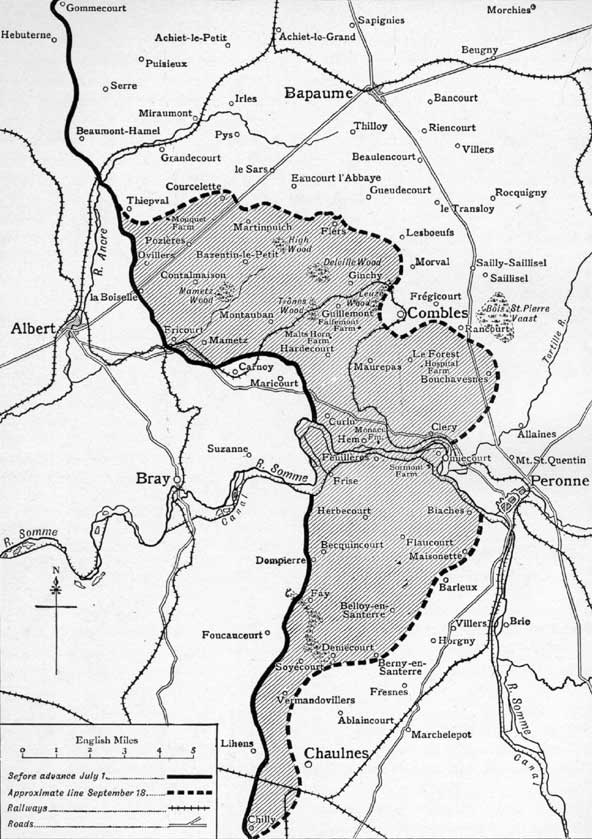 Gommecourt
Morchies
Hebuterne
Sapignies
Achiet-le-Petit
Achiet-le-Grand
Puisieux
Beugny
Serre
Bapaume
Irles
Bancourt
Miraumont
Beaumont-Hamel
Pys
Thilloy
Riencourt
Grandecourt
Beaulencourt
Villers
le Sars
Courcelette
Eaucourt l'Abbaye
Gueudecourt
Rocquigny
Thiepval
le Transloy
Mouquet
Farm
Martinpuich
Flers
Lesboeufs
R. Ancre
Pozières
High
Wood
Ovillers
Bazentin-le-Petit
Delville Wood
Morval
Sailly-Saillisel
Contalmaison
Ginchy
Saillisel
Mametz
Wood
Leuze
Wood
la Boiselle
Trônes
Wood
Frégicourt
Bois St. Pierre
Vaast
Albert
Montauban
Guillemont
Combles
Falfemont
Farm
Rancourt
Fricourt
Mametz
Maltz Horn
Farm
Hardecourt
Tortille R.
Le Forest
Carnoy
Maurepas
Hospital
Farm
Maricourt
Bouchavesnes
Curlu
Monacu
Fm.
Clery
Allaines
Suzanne
Hem
Feuillères
Omiecourt
Mt. St. Quentin
Bray
R. Somme
Sormont
Farm
Peronne
Frise
Canal
R. Somme
Herbecourt
Biaches
Flaucourt
Becquincourt
Maisonette
Dompierre
N
Barleux
Fay
Belloy-en-
Santerre
Villers
Brie
Foucaucourt
Horgny
Denécourt
Soyécourt
Berny-en-
Santerre
Fresnes
Vermandovillers
R. Somme
Ablaincourt
Canal
Marchelepot
Lihons
Chaulnes
Chilly
English Miles
0 1 2 3 4 5
Before advance July 1
Approximate line September 18
Railways
Roads